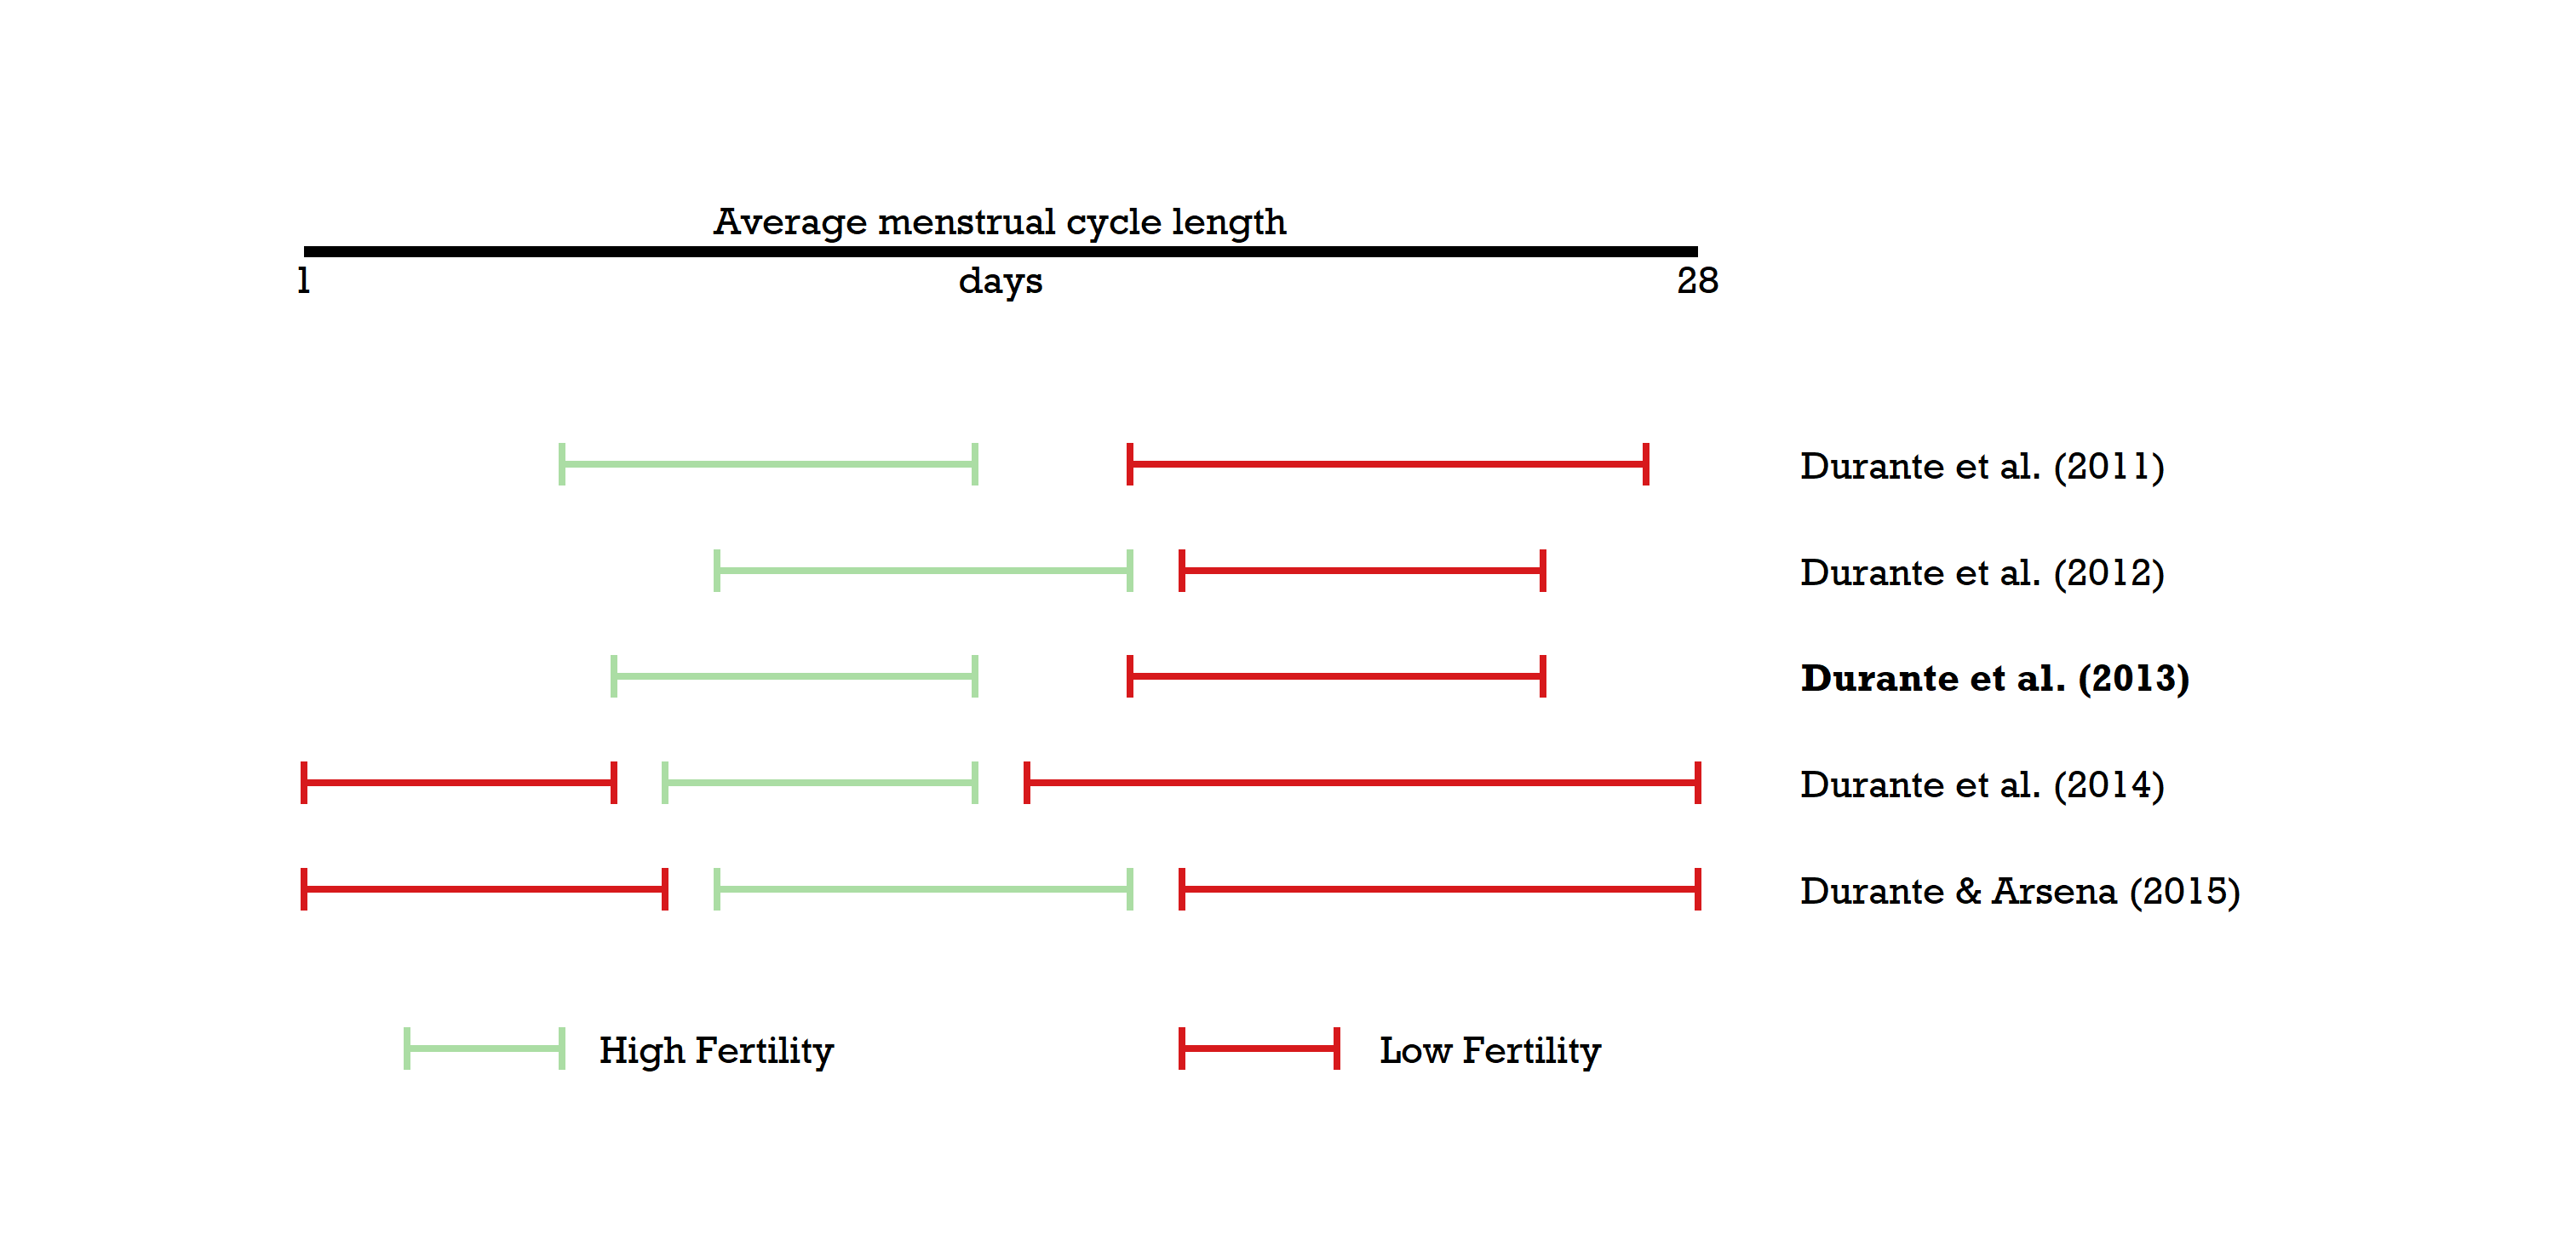 Average menstrual cycle length
1 days 28
Durante et al. (2011)
Durante et al. (2012)
Durante et al. (2013)
Durante et al. (2014)
Durante & Arsena (2015)
High Fertility Low Fertility